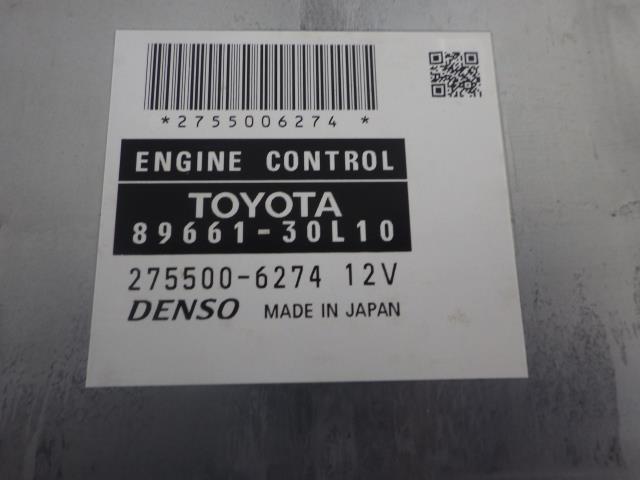 *2755006274*
ENGINE CONTROL
TOYOTA
89661-30L10
275500-6274 12V
DENSO MADE IN JAPAN